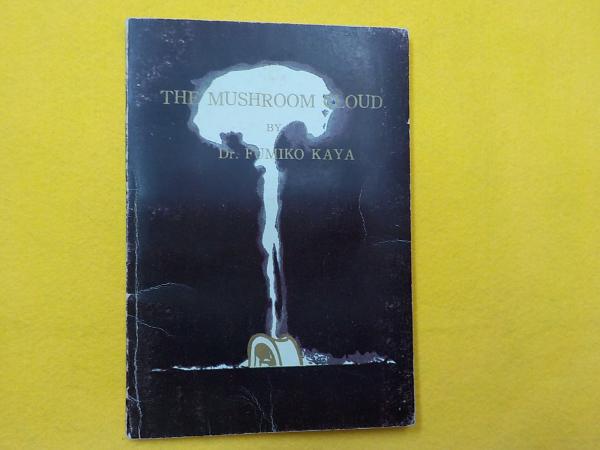 THE MUSHROOM CLOUD.
BY
Dr. FUMIKO KAYA